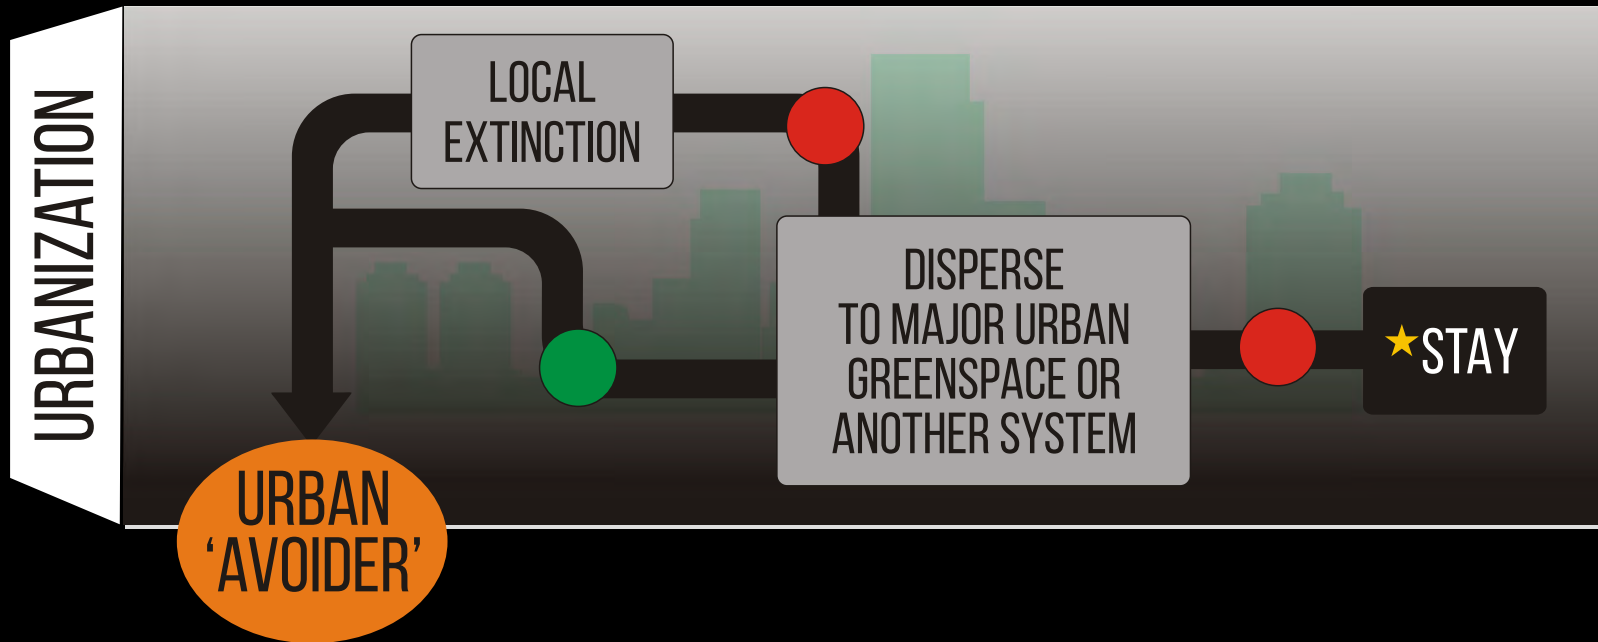 URBANIZATION
LOCAL
EXTINCTION
DISPERSE
TO MAJOR URBAN
GREENSPACE OR
ANOTHER SYSTEM
STAY
URBAN
‘AVOIDER’